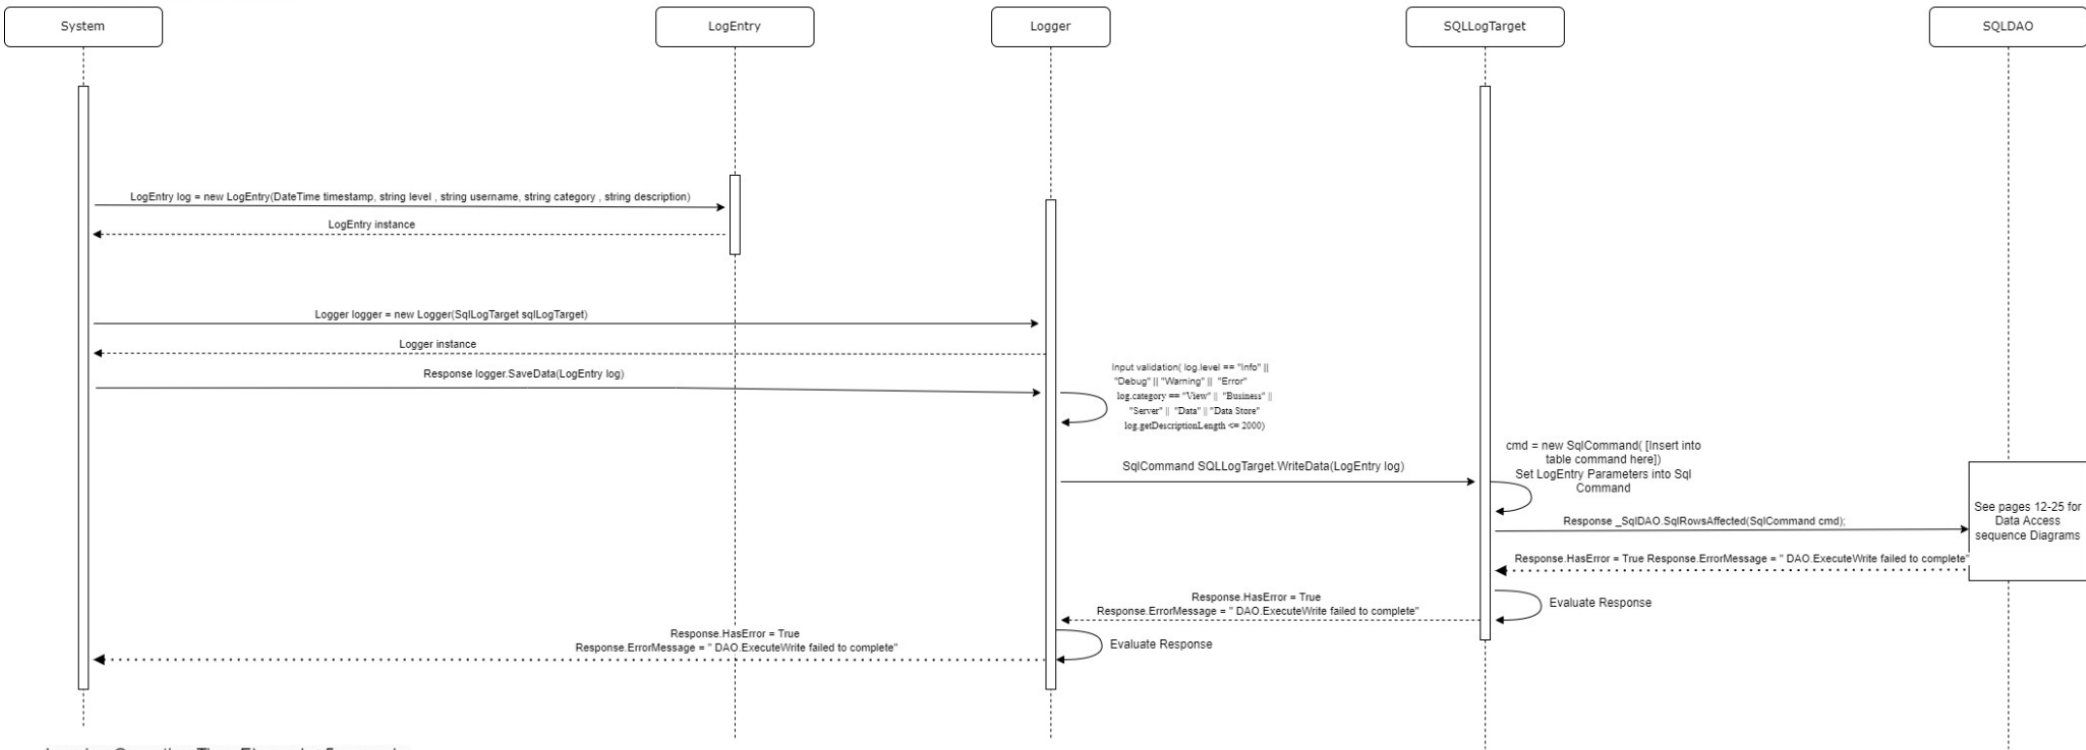 System
LogEntry
Logger
SQLLogTarget
SQLDAO
LogEntry log = new LogEntry(DateTime timestamp, string level , string username, string category , string description)
LogEntry instance
Logger logger = new Logger(SqlLogTarget sqlLogTarget)
Logger instance
Response logger.SaveData(LogEntry log)
Input validation( log.level == "Info" ||
"Debug" || "Warning" || "Error"
log.category == "View" || "Business" ||
"Server" || "Data" || "Data Store"
log.getDescriptionLength <= 2000)
SqlCommand SQLLogTarget.WriteData(LogEntry log)
cmd = new SqlCommand( [Insert into
table command here])
Set LogEntry Parameters into Sql
Command
Response _SqlDAO.SqlRowsAffected(SqlCommand cmd);
See pages 12-25 for
Data Access
sequence Diagrams
Response.HasError = True Response.ErrorMessage = " DAO.ExecuteWrite failed to complete"
Evaluate Response
Response.HasError = True
Response.ErrorMessage = " DAO.ExecuteWrite failed to complete"
Evaluate Response
Response.HasError = True
Response.ErrorMessage = " DAO.ExecuteWrite failed to complete"